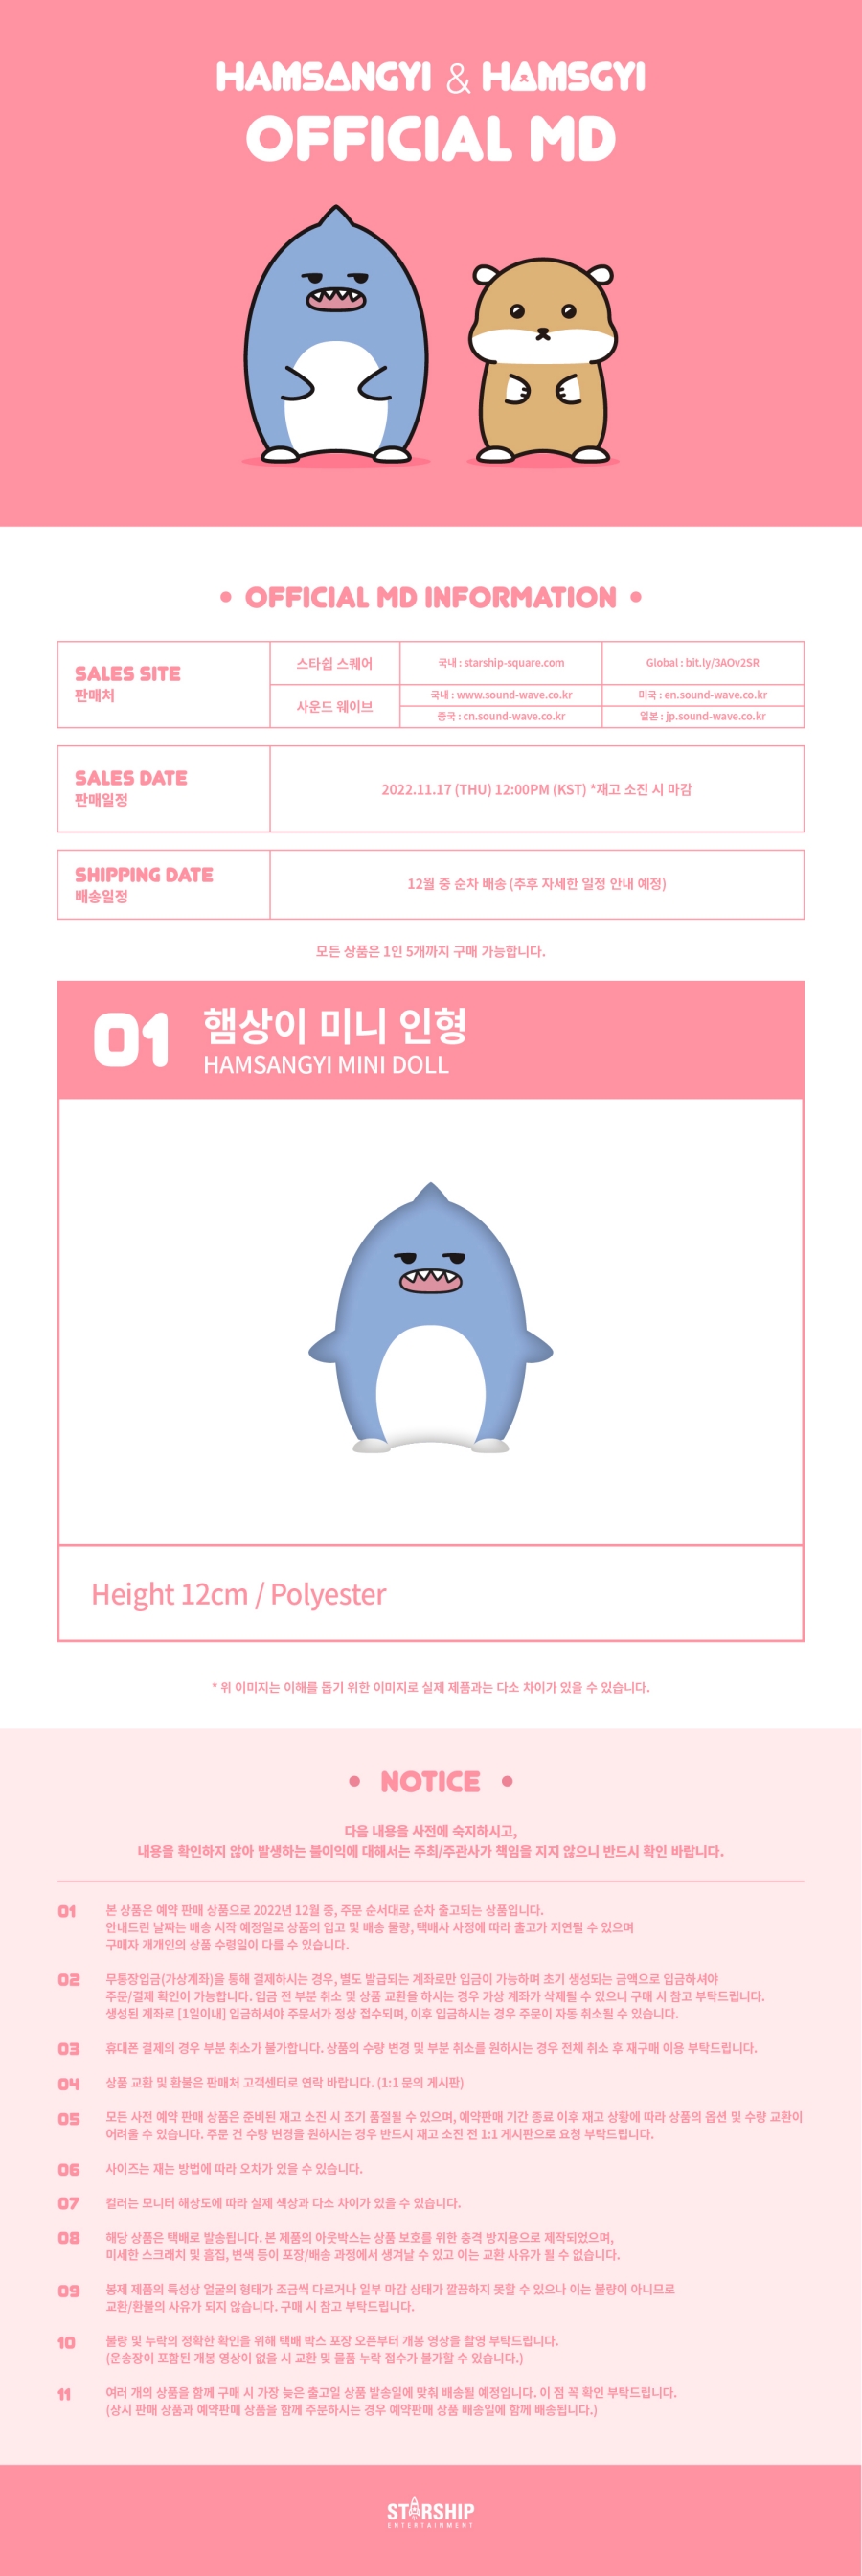 HAMSANGYI & HAMSGYI
OFFICIAL MD
• OFFICIAL MD INFORMATION •
SALES SITE
판매처
스타쉽 스퀘어
국내 : starship-square.com
Global : bit.ly/3AOv2SR
사운드 웨이브
국내 : www.sound-wave.co.kr
미국 : en.sound-wave.co.kr
중국 : cn.sound-wave.co.kr
일본 : jp.sound-wave.co.kr
SALES DATE
판매일정
2022.11.17 (THU) 12:00PM (KST) *재고 소진 시 마감
SHIPPING DATE
배송일정
12월 중 순차 배송 (추후 자세한 일정 안내 예정)
모든 상품은 1인 5개까지 구매 가능합니다.
01
햄상이 미니 인형
HAMSANGYI MINI DOLL
Height 12cm / Polyester
* 위 이미지는 이해를 돕기 위한 이미지로 실제 제품과는 다소 차이가 있을 수 있습니다.
• NOTICE •
다음 내용을 사전에 숙지하시고,
내용을 확인하지 않아 발생하는 불이익에 대해서는 주최/주관사가 책임을 지지 않으니 반드시 확인 바랍니다.
01 본 상품은 예약 판매 상품으로 2022년 12월 중, 주문 순서대로 순차 출고되는 상품입니다.
안내드린 날짜는 배송 시작 예정일로 상품의 입고 및 배송 물량, 택배사 사정에 따라 출고가 지연될 수 있으며
구매자 개개인의 상품 수령일이 다를 수 있습니다.
02 무통장입금(가상계좌)을 통해 결제하시는 경우, 별도 발급되는 계좌로만 입금이 가능하며 초기 생성되는 금액으로 입금하셔야
주문/결제 확인이 가능합니다. 입금 전 부분 취소 및 상품 교환을 하시는 경우 가상 계좌가 삭제될 수 있으니 구매 시 참고 부탁드립니다.
생성된 계좌로 [1일이내] 입금하셔야 주문서가 정상 접수되며, 이후 입금하시는 경우 주문이 자동 취소될 수 있습니다.
03 휴대폰 결제의 경우 부분 취소가 불가합니다. 상품의 수량 변경 및 부분 취소를 원하시는 경우 전체 취소 후 재구매 이용 부탁드립니다.
04 상품 교환 및 환불은 판매처 고객센터로 연락 바랍니다. (1:1 문의 게시판)
05 모든 사전 예약 판매 상품은 준비된 재고 소진 시 조기 품절될 수 있으며, 예약판매 기간 종료 이후 재고 상황에 따라 상품의 옵션 및 수량 교환이
어려울 수 있습니다. 주문 건 수량 변경을 원하시는 경우 반드시 재고 소진 전 1:1 게시판으로 요청 부탁드립니다.
06 사이즈는 재는 방법에 따라 오차가 있을 수 있습니다.
07 컬러는 모니터 해상도에 따라 실제 색상과 다소 차이가 있을 수 있습니다.
08 해당 상품은 택배로 발송됩니다. 본 제품의 아웃박스는 상품 보호를 위한 충격 방지용으로 제작되었으며,
미세한 스크래치 및 흠집, 변색 등이 포장/배송 과정에서 생겨날 수 있고 이는 교환 사유가 될 수 없습니다.
09 봉제 제품의 특성상 얼굴의 형태가 조금씩 다르거나 일부 마감 상태가 깔끔하지 못할 수 있으나 이는 불량이 아니므로
교환/환불의 사유가 되지 않습니다. 구매 시 참고 부탁드립니다.
10 불량 및 누락의 정확한 확인을 위해 택배 박스 포장 오픈부터 개봉 영상을 촬영 부탁드립니다.
(운송장이 포함된 개봉 영상이 없을 시 교환 및 물품 누락 접수가 불가할 수 있습니다.)
11 여러 개의 상품을 함께 구매 시 가장 늦은 출고일 상품 발송일에 맞춰 배송될 예정입니다. 이 점 꼭 확인 부탁드립니다.
(상시 판매 상품과 예약판매 상품을 함께 주문하시는 경우 예약판매 상품 배송일에 함께 배송됩니다.)
STARSHIP
ENTERTAINMENT